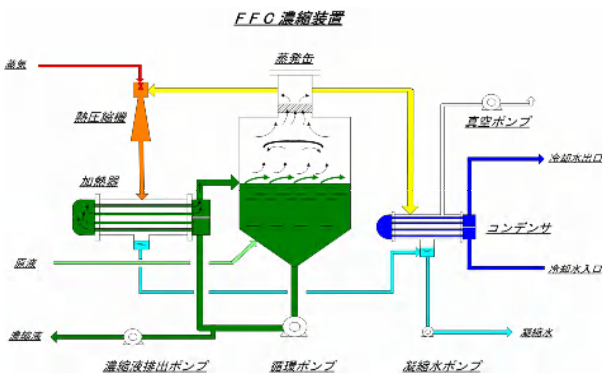 FFC濃縮装置
蒸気
蒸発缶
熱圧除機
真空ポンプ
加熱器
冷却水出口
コンデンサ
原液
冷却水入口
濃縮液
凝縮水
濃縮液排出ポンプ
循環ポンプ
凝縮水ポンプ